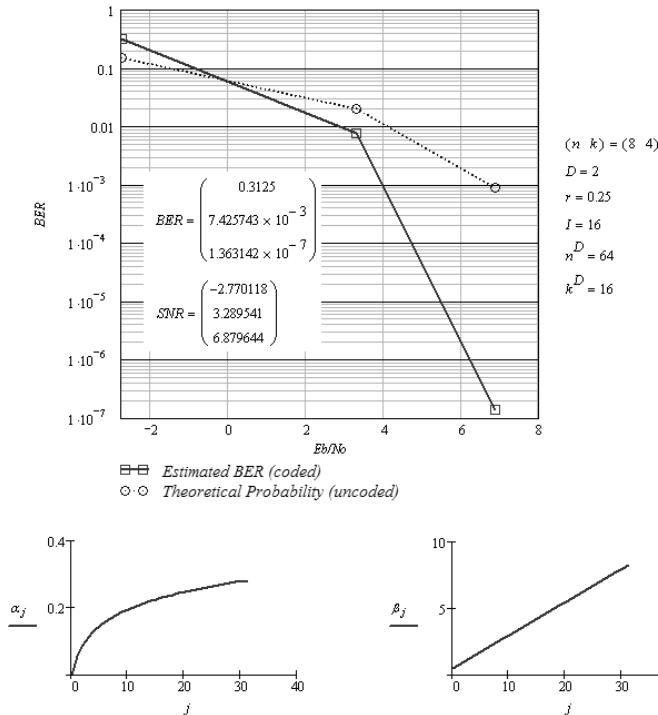 1
0.1
0.01
1·10⁻³
1·10⁻⁴
1·10⁻⁵
1·10⁻⁶
1·10⁻⁷
BER
BER = ( 0.3125
7.425743 × 10⁻³
1.363142 × 10⁻⁷ )
SNR = ( −2.770118
3.289541
6.879644 )
−2 0 2 4 6 8
Eb/No
(n k) = (8 4)
D = 2
r = 0.25
I = 16
n^D = 64
k^D = 16
Estimated BER (coded)
Theoretical Probability (uncoded)
0.4
0.2
αj
0 10 20 30 40
j
10
5
βj
0 10 20 30
j